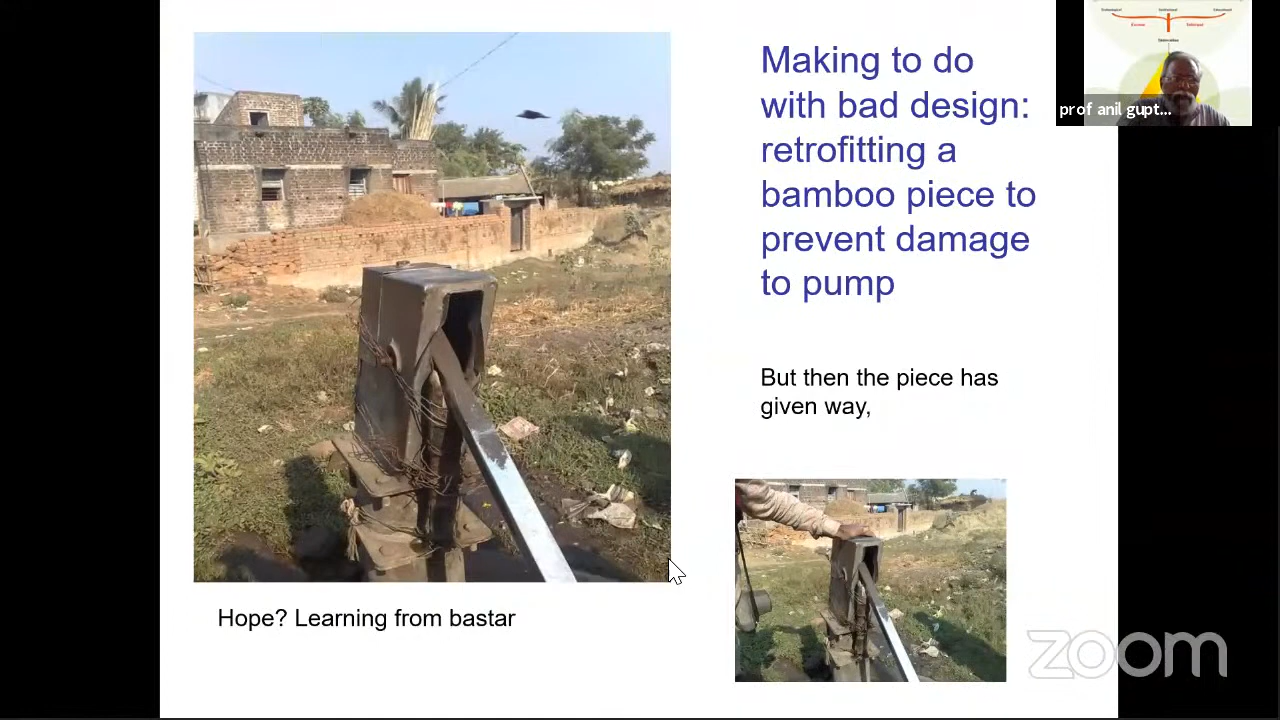 Making to do
with bad design:
retrofitting a
bamboo piece to
prevent damage
to pump
But then the piece has
given way,
Hope? Learning from bastar
prof anil gupt...
zoom